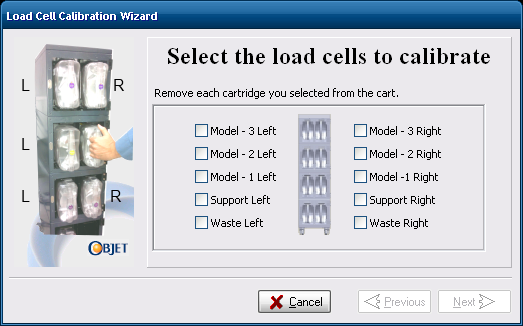 Load Cell Calibration Wizard
Select the load cells to calibrate
L R
L
L R
OBJET
Remove each cartridge you selected from the cart.
Model - 3 Left Model - 3 Right
Model - 2 Left Model - 2 Right
Model - 1 Left Model -1 Right
Support Left Support Right
Waste Left Waste Right
Cancel Previous Next